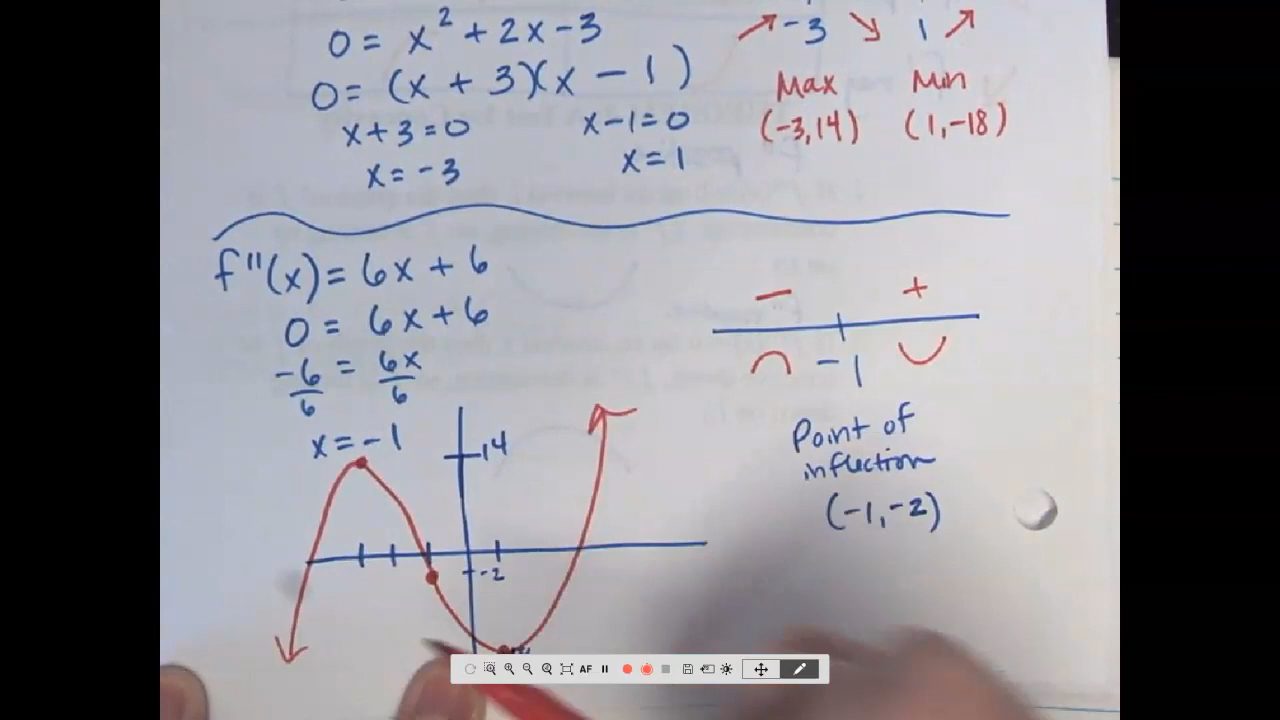 0 = x² + 2x - 3
-3 1
0 = (x + 3)(x - 1)
Max Min
x + 3 = 0 x - 1 = 0
(-3, 14) (1, -18)
x = -3 x = 1
f"(x) = 6x + 6
- +
0 = 6x + 6
-6/6 = 6x/6
-1
x = -1
14
Point of
inflection
(-1, -2)
-2
AF